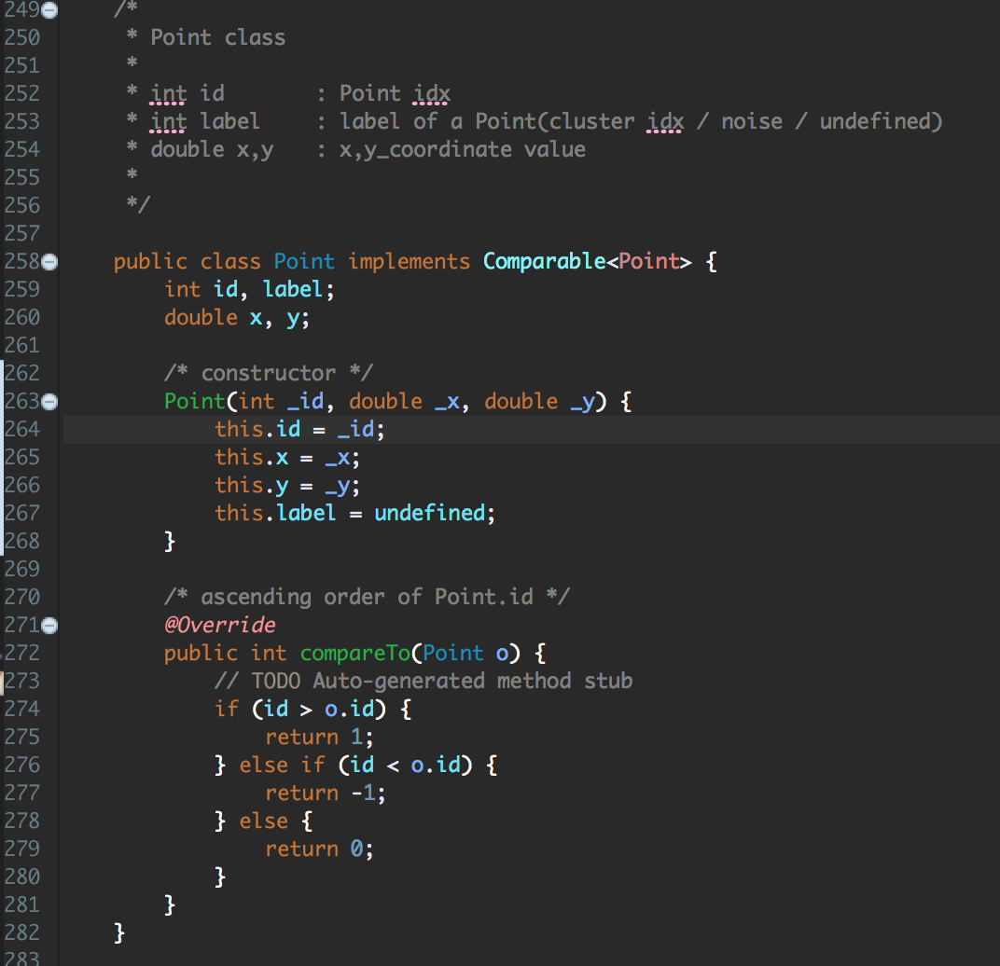 249 /*
250 * Point class
251 *
252 * int id : Point idx
253 * int label : label of a Point(cluster idx / noise / undefined)
254 * double x,y : x,y_coordinate value
255 *
256 */
257
258 public class Point implements Comparable<Point> {
259 int id, label;
260 double x, y;
261
262 /* constructor */
263 Point(int _id, double _x, double _y) {
264 this.id = _id;
265 this.x = _x;
266 this.y = _y;
267 this.label = undefined;
268 }
269
270 /* ascending order of Point.id */
271 @Override
272 public int compareTo(Point o) {
273 // TODO Auto-generated method stub
274 if (id > o.id) {
275 return 1;
276 } else if (id < o.id) {
277 return -1;
278 } else {
279 return 0;
280 }
281 }
282 }
283